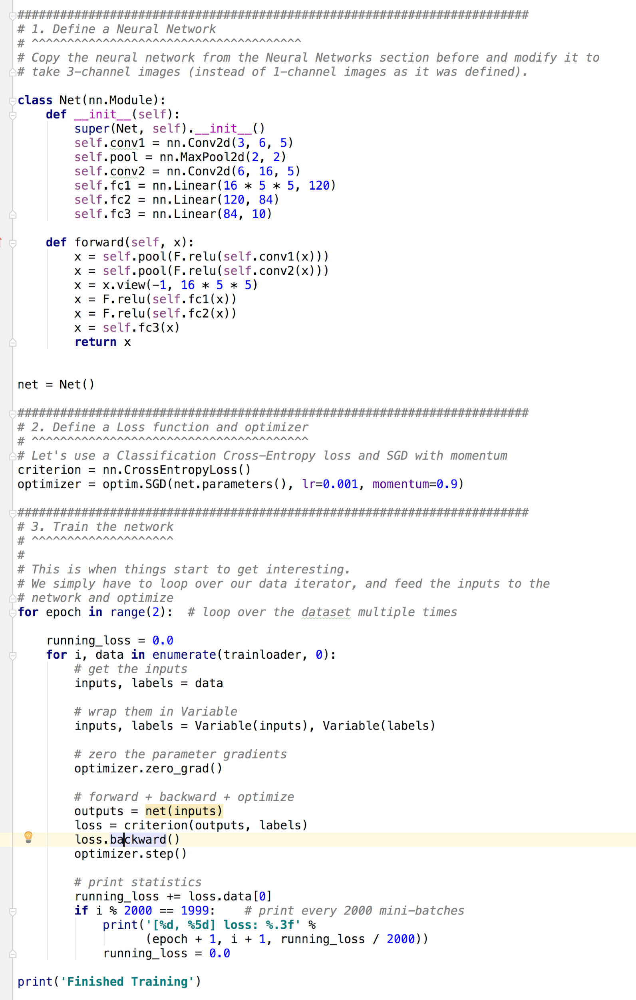 ########################################################################
# 1. Define a Neural Network
# ^^^^^^^^^^^^^^^^^^^^^^^^^^^^^^^^^^^^^^
# Copy the neural network from the Neural Networks section before and modify it to
# take 3-channel images (instead of 1-channel images as it was defined).

class Net(nn.Module):
    def __init__(self):
        super(Net, self).__init__()
        self.conv1 = nn.Conv2d(3, 6, 5)
        self.pool = nn.MaxPool2d(2, 2)
        self.conv2 = nn.Conv2d(6, 16, 5)
        self.fc1 = nn.Linear(16 * 5 * 5, 120)
        self.fc2 = nn.Linear(120, 84)
        self.fc3 = nn.Linear(84, 10)

    def forward(self, x):
        x = self.pool(F.relu(self.conv1(x)))
        x = self.pool(F.relu(self.conv2(x)))
        x = x.view(-1, 16 * 5 * 5)
        x = F.relu(self.fc1(x))
        x = F.relu(self.fc2(x))
        x = self.fc3(x)
        return x


net = Net()

########################################################################
# 2. Define a Loss function and optimizer
# ^^^^^^^^^^^^^^^^^^^^^^^^^^^^^^^^^^^^^^^
# Let's use a Classification Cross-Entropy loss and SGD with momentum
criterion = nn.CrossEntropyLoss()
optimizer = optim.SGD(net.parameters(), lr=0.001, momentum=0.9)

########################################################################
# 3. Train the network
# ^^^^^^^^^^^^^^^^^^^^
#
# This is when things start to get interesting.
# We simply have to loop over our data iterator, and feed the inputs to the
# network and optimize
for epoch in range(2):  # loop over the dataset multiple times

    running_loss = 0.0
    for i, data in enumerate(trainloader, 0):
        # get the inputs
        inputs, labels = data

        # wrap them in Variable
        inputs, labels = Variable(inputs), Variable(labels)

        # zero the parameter gradients
        optimizer.zero_grad()

        # forward + backward + optimize
        outputs = net(inputs)
        loss = criterion(outputs, labels)
        loss.backward()
        optimizer.step()

        # print statistics
        running_loss += loss.data[0]
        if i % 2000 == 1999:    # print every 2000 mini-batches
            print('[%d, %5d] loss: %.3f' %
                  (epoch + 1, i + 1, running_loss / 2000))
            running_loss = 0.0

print('Finished Training')